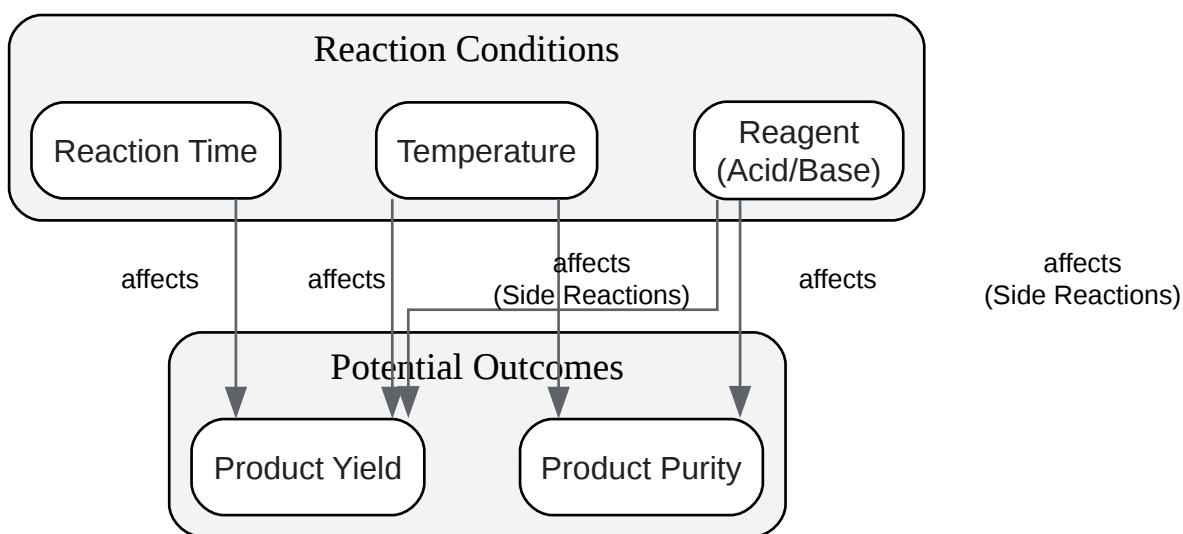 Reaction Conditions
Reaction Time
Temperature
Reagent
(Acid/Base)
affects
affects
affects
(Side Reactions)
affects
affects
(Side Reactions)
Potential Outcomes
Product Yield
Product Purity